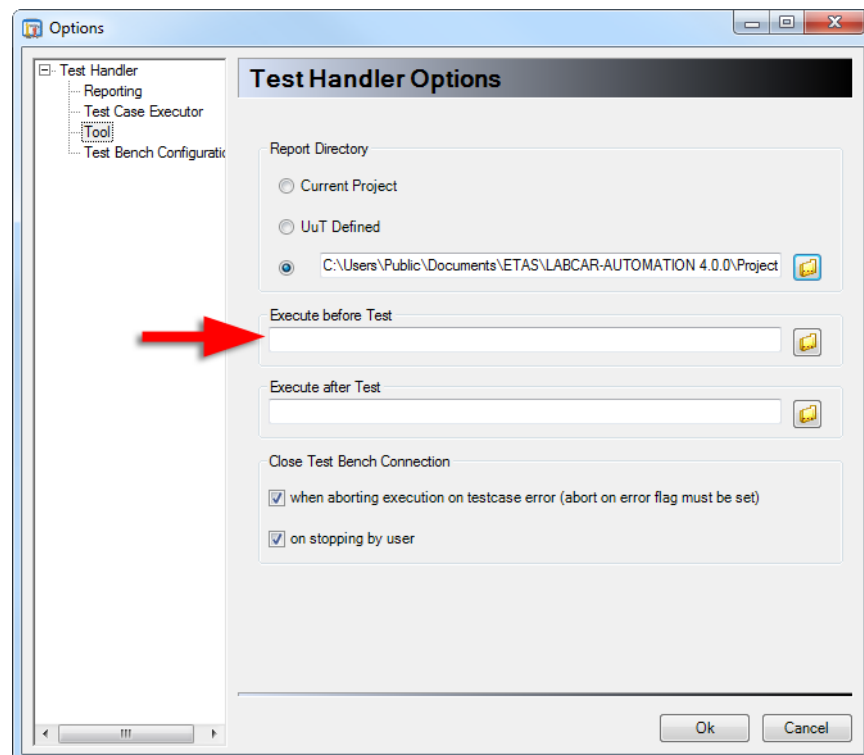 Options
Test Handler
Reporting
Test Case Executor
Tool
Test Bench Configuratic
Test Handler Options
Report Directory
Current Project
UuT Defined
C:\Users\Public\Documents\ETAS\LABCAR-AUTOMATION 4.0.0\Project
Execute before Test
Execute after Test
Close Test Bench Connection
when aborting execution on testcase error (abort on error flag must be set)
on stopping by user
Ok Cancel